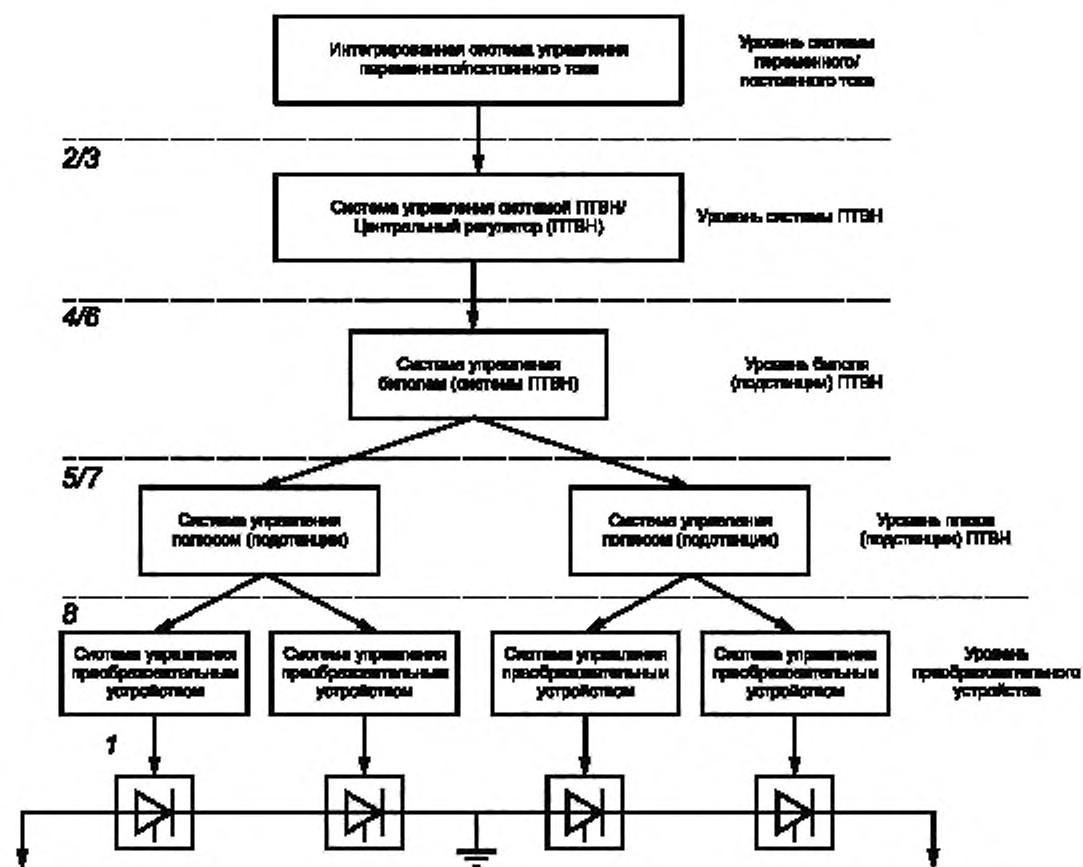 Интегрированная система управления
переменного/постоянного тока
Уровень системы
переменного/
постоянного тока
2/3
Система управления системой ПТВН/
Центральный регулятор (ПТВН)
Уровень системы ПТВН
4/6
Система управления
биполем (системы ПТВН)
Уровень биполя
(подстанции) ПТВН
5/7
Система управления
полюсом (подстанции)
Система управления
полюсом (подстанции)
Уровень
(подстанции) ПТВН
8
Система управления
преобразовательным
устройством
Система управления
преобразовательным
устройством
Система управления
преобразовательным
устройством
Система управления
преобразовательным
устройством
Уровень
преобразовательного
устройства
1